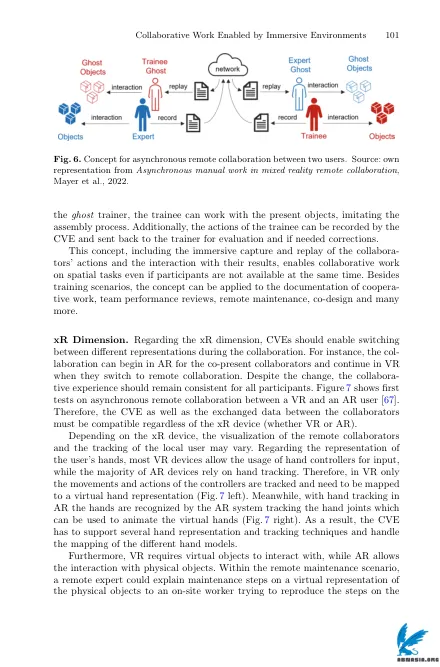 Collaborative Work Enabled by Immersive Environments 101
Ghost Objects
Trainee Ghost
network
Expert Ghost
Ghost Objects
interaction
replay
replay
interaction
interaction
record
record
interaction
Objects
Expert
Trainee
Objects
Fig. 6. Concept for asynchronous remote collaboration between two users. Source: own
representation from Asynchronous manual work in mixed reality remote collaboration,
Mayer et al., 2022.
the ghost trainer, the trainee can work with the present objects, imitating the
assembly process. Additionally, the actions of the trainee can be recorded by the
CVE and sent back to the trainer for evaluation and if needed corrections.
This concept, including the immersive capture and replay of the collabora-
tors' actions and the interaction with their results, enables collaborative work
on spatial tasks even if participants are not available at the same time. Besides
training scenarios, the concept can be applied to the documentation of coopera-
tive work, team performance reviews, remote maintenance, co-design and many
more.
xR Dimension. Regarding the xR dimension, CVEs should enable switching
between different representations during the collaboration. For instance, the col-
laboration can begin in AR for the co-present collaborators and continue in VR
when they switch to remote collaboration. Despite the change, the collabora-
tive experience should remain consistent for all participants. Figure 7 shows first
tests on asynchronous remote collaboration between a VR and an AR user [67].
Therefore, the CVE as well as the exchanged data between the collaborators
must be compatible regardless of the xR device (whether VR or AR).
Depending on the xR device, the visualization of the remote collaborators
and the tracking of the local user may vary. Regarding the representation of
the user's hands, most VR devices allow the usage of hand controllers for input,
while the majority of AR devices rely on hand tracking. Therefore, in VR only
the movements and actions of the controllers are tracked and need to be mapped
to a virtual hand representation (Fig. 7 left). Meanwhile, with hand tracking in
AR the hands are recognized by the AR system tracking the hand joints which
can be used to animate the virtual hands (Fig. 7 right). As a result, the CVE
has to support several hand representation and tracking techniques and handle
the mapping of the different hand models.
Furthermore, VR requires virtual objects to interact with, while AR allows
the interaction with physical objects. Within the remote maintenance scenario,
a remote expert could explain maintenance steps on a virtual representation of
the physical objects to an on-site worker trying to reproduce the steps on the